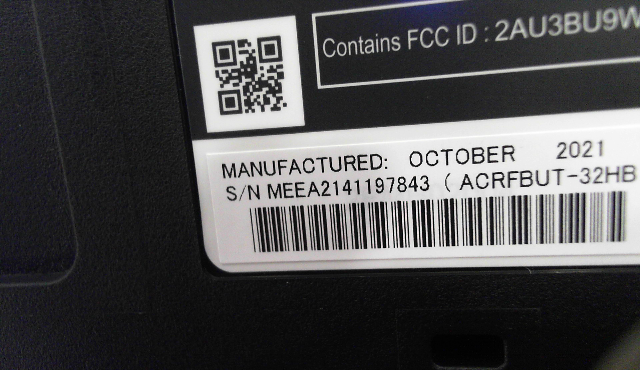 Contains FCC ID : 2AU3BU9W
MANUFACTURED: OCTOBER 2021
S/N MEEA2141197843 ( ACRFBUT-32HB